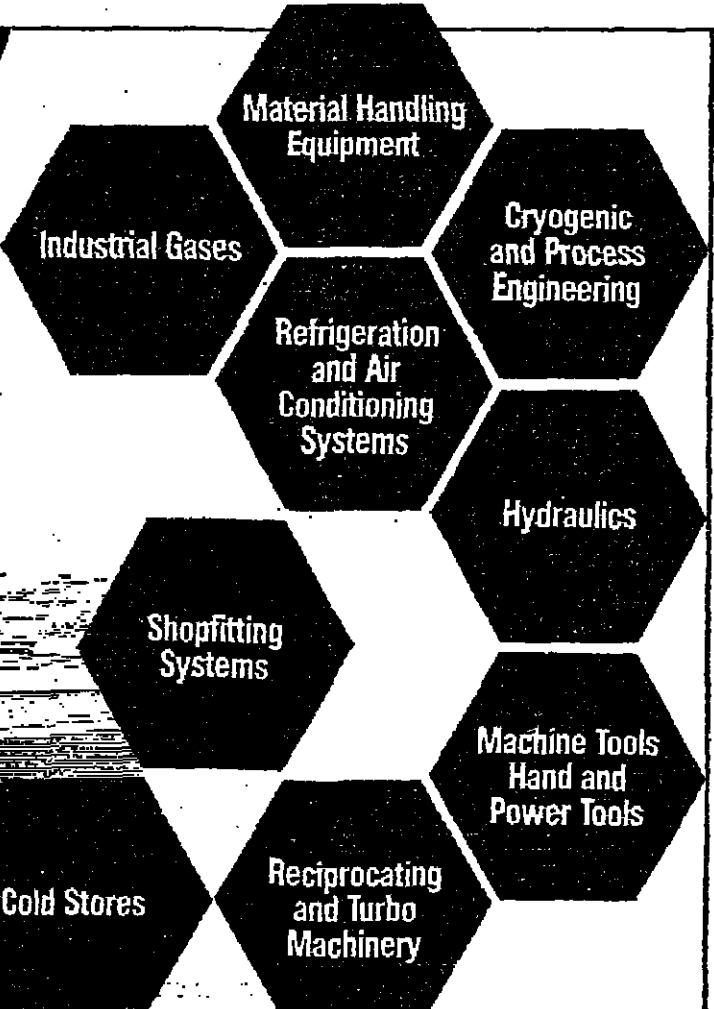 Material Handling
Equipment
Industrial Gases
Cryogenic
and Process
Engineering
Refrigeration
and Air
Conditioning
Systems
Hydraulics
Shopfitting
Systems
Machine Tools
Hand and
Power Tools
Cold Stores
Reciprocating
and Turbo
Machinery